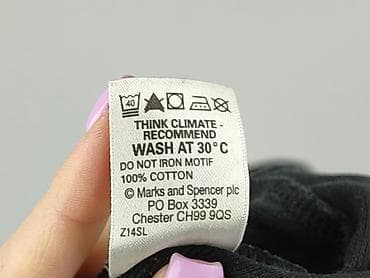 40
THINK CLIMATE -
RECOMMEND
WASH AT 30°C
DO NOT IRON MOTIF
100% COTTON
© Marks and Spencer plc
PO Box 3339
Chester CH99 9QS
Z14SL